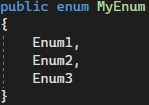 public enum MyEnum
{
    Enum1,
    Enum2,
    Enum3
}